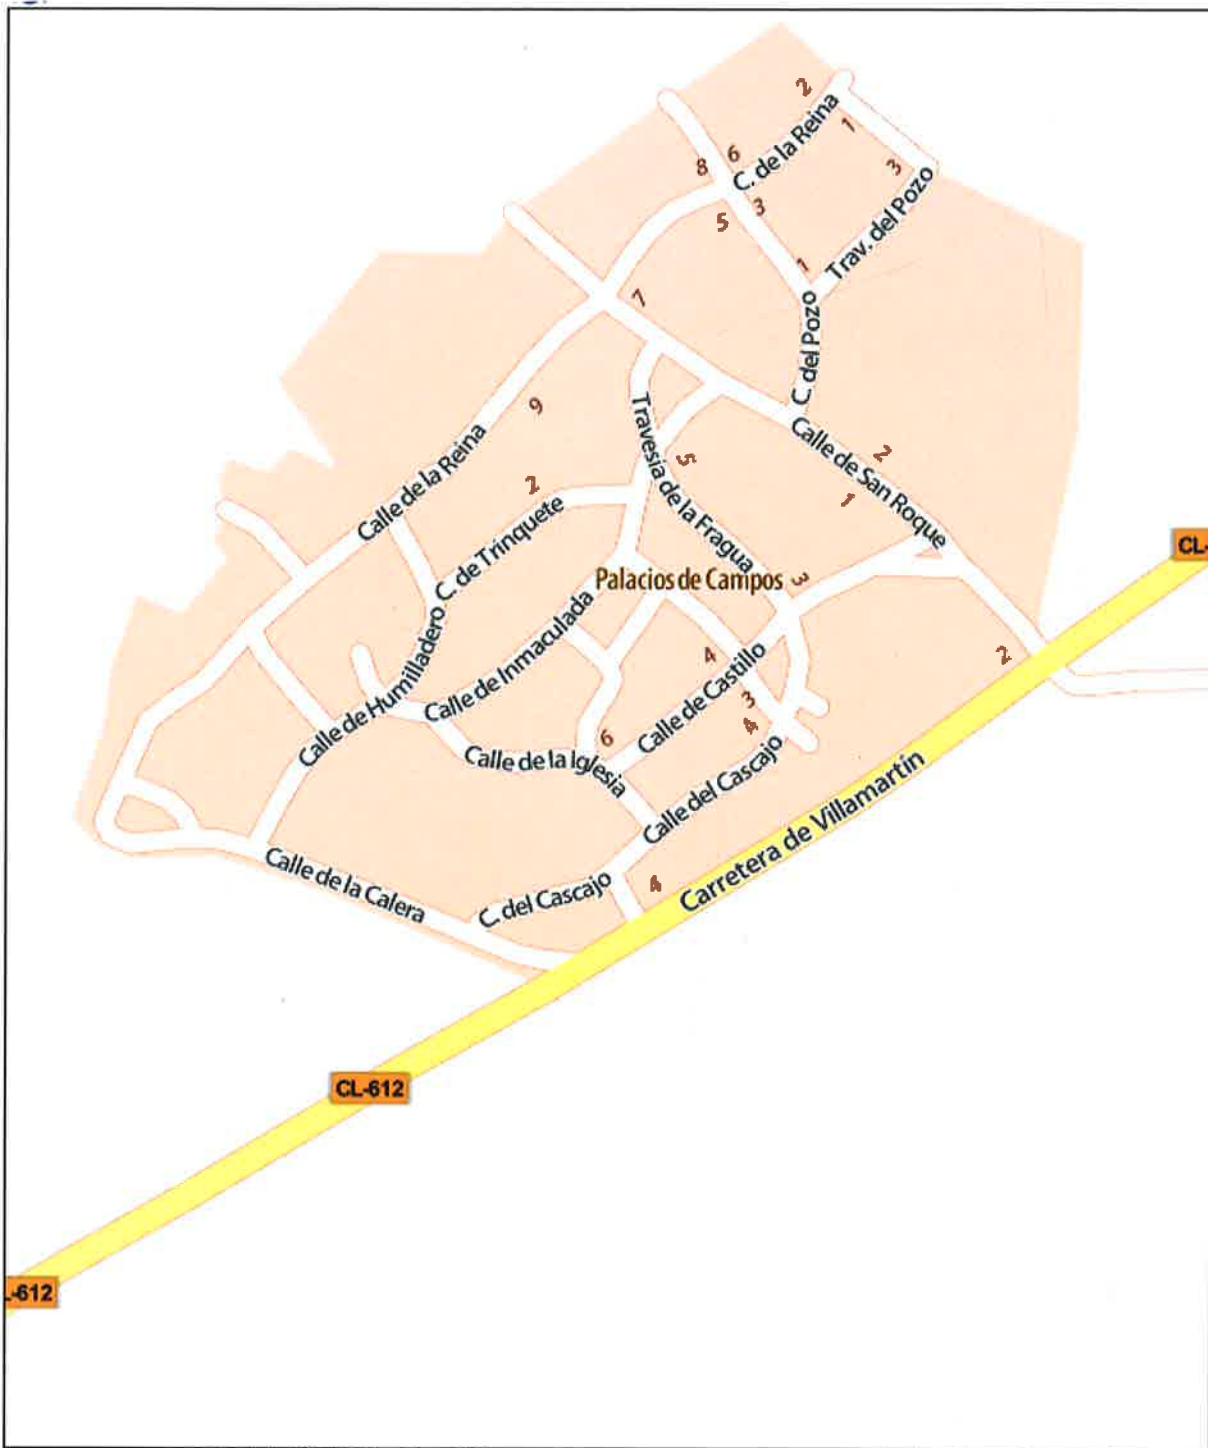 2
C. de la Reina
1
6
8
3
3
5
Trav. del Pozo
1
7
C. del Pozo
9
Travesía de la Fragua
Calle de la Reina
5
2
Calle de San Roque
1
2
C. de Trinquete
CL-
Palacios de Campos
3
Calle de Humilladero
Calle de Inmaculada
4
2
Calle de Castillo
3
4
6
Calle de la Iglesia
Calle del Cascajo
Carretera de Villamartín
Calle de la Calera
C. del Cascajo
4
CL-612
L-612